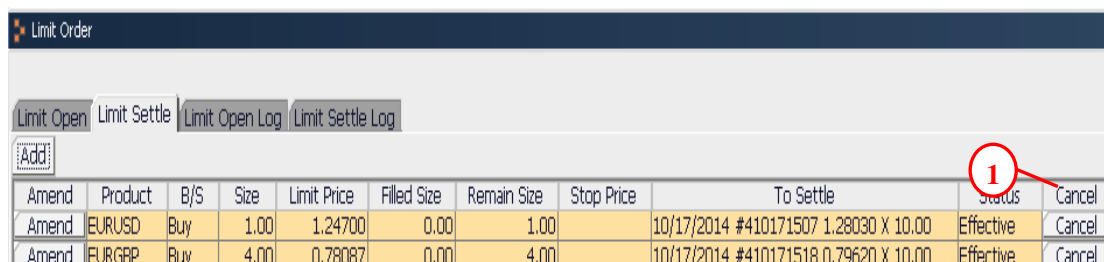 Limit Order
Limit Open Limit Settle Limit Open Log Limit Settle Log
Add
1
Amend Product B/S Size Limit Price Filled Size Remain Size Stop Price To Settle Status Cancel
Amend EURUSD Buy 1.00 1.24700 0.00 1.00 10/17/2014 #410171507 1.28030 X 10.00 Effective Cancel
Amend EURGBP Buy 4.00 0.78087 0.00 4.00 10/17/2014 #410171518 0.79620 X 10.00 Effective Cancel